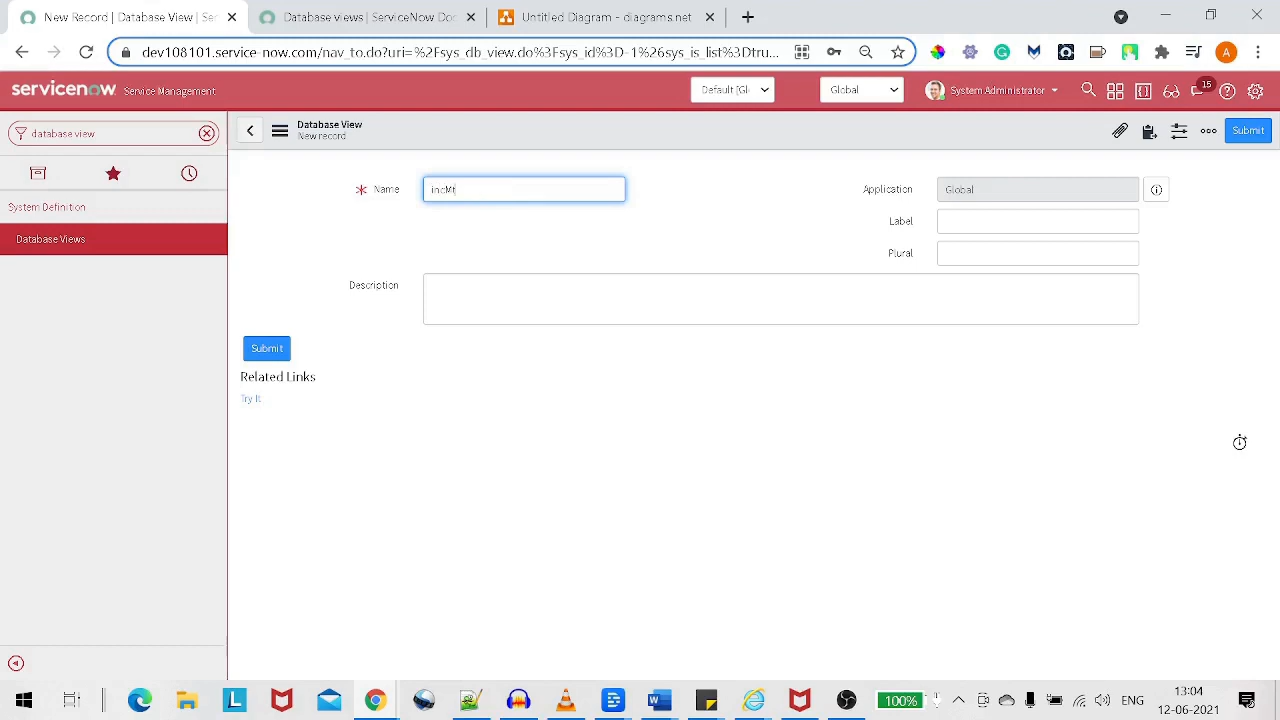 New Record | Database View | Ser
Database views | ServiceNow Doc
Untitled Diagram - diagrams.net
dev108101.service-now.com/nav_to.do?uri=%2Fsys_db_view.do%3Fsys_id%3D-1%26sys_is_list%3Dtru...
A
servicenow Service Management
Default [Gl-
Global
System Administrator
15
database view
Database View
New record
Submit
System Definition
Database Views
Name
incMt
Application
Global
Label
Plural
Description
Submit
Related Links
Try It
L
100%
ENG
13:04
12-06-2021